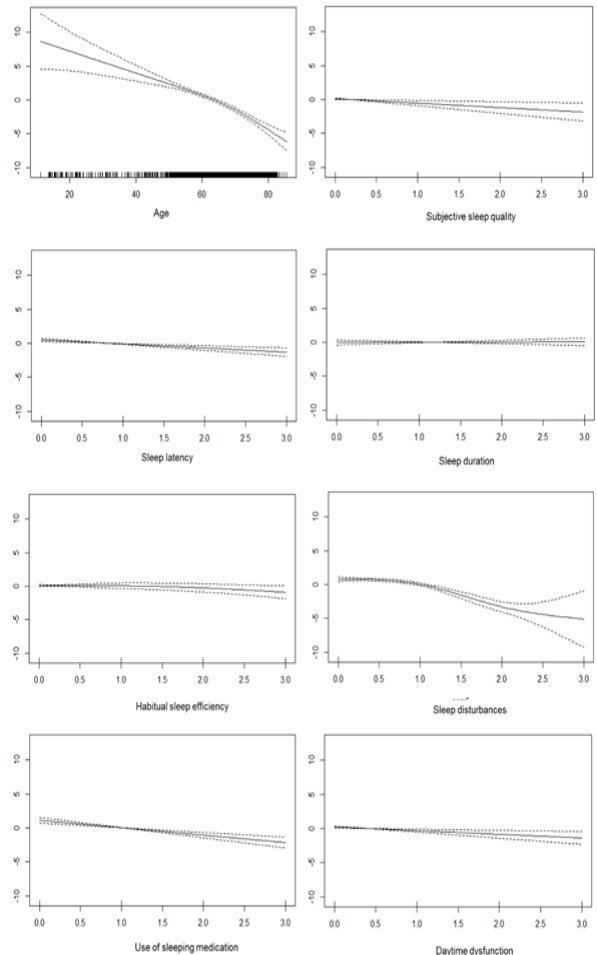 10
5
0
-5
-10
20 40 60 80
Age
10
5
0
-5
-10
0.0 0.5 1.0 1.5 2.0 2.5 3.0
Subjective sleep quality
10
5
0
-5
-10
0.0 0.5 1.0 1.5 2.0 2.5 3.0
Sleep latency
10
5
0
-5
-10
0.0 0.5 1.0 1.5 2.0 2.5 3.0
Sleep duration
10
5
0
-5
-10
0.0 0.5 1.0 1.5 2.0 2.5 3.0
Habitual sleep efficiency
10
5
0
-5
-10
0.0 0.5 1.0 1.5 2.0 2.5 3.0
Sleep disturbances
10
5
0
-5
-10
0.0 0.5 1.0 1.5 2.0 2.5 3.0
Use of sleeping medication
10
5
0
-5
-10
0.0 0.5 1.0 1.5 2.0 2.5 3.0
Daytime dysfunction